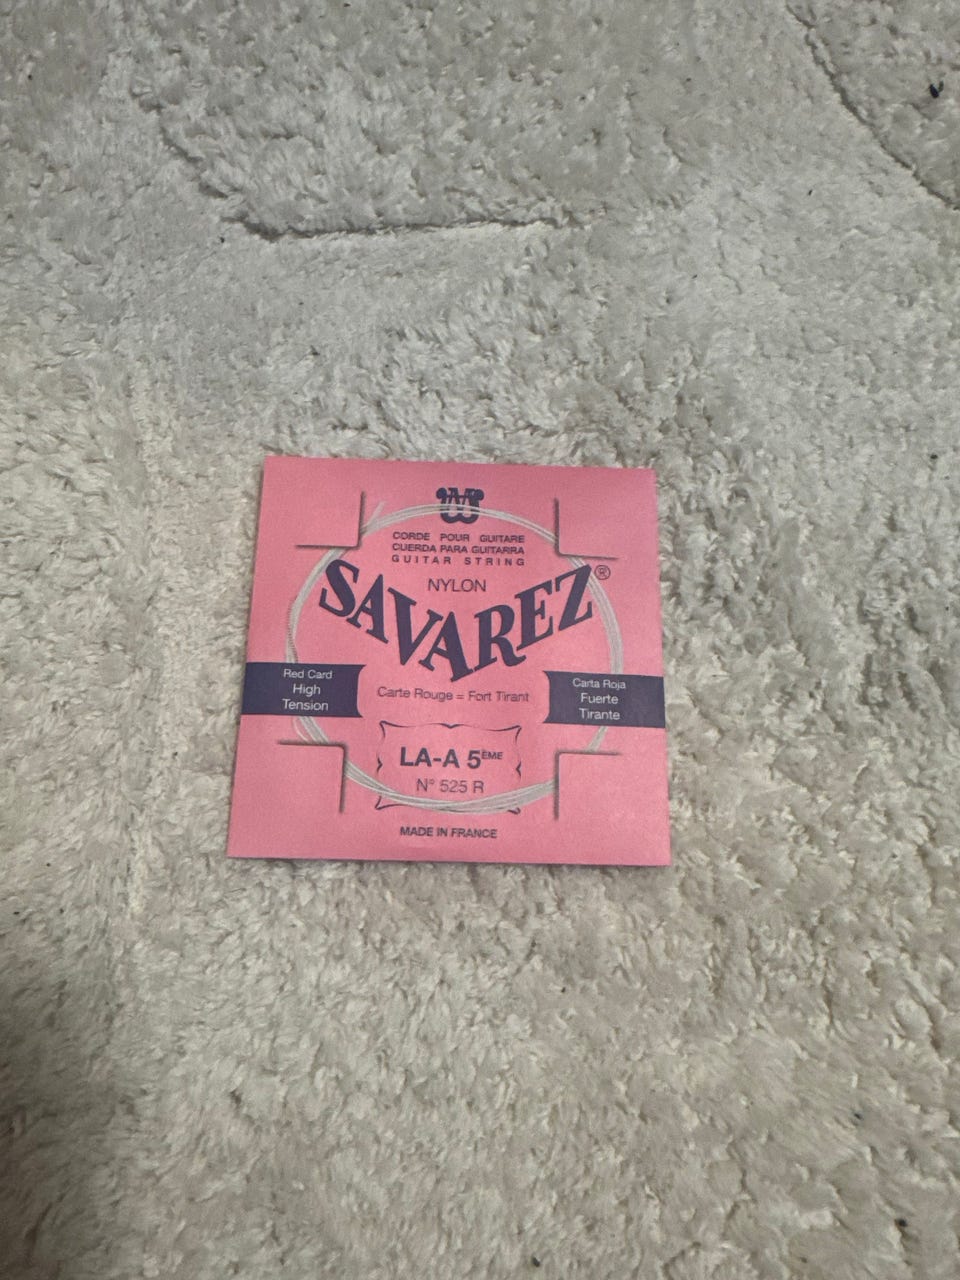 CORDE POUR GUITARE
CUERDA PARA GUITARRA
GUITAR STRING
NYLON
SAVAREZ®
Red Card
High
Tension
Carte Rouge = Fort Tirant
Carta Roja
Fuerte
Tirante
LA-A 5ÈME
N° 525 R
MADE IN FRANCE